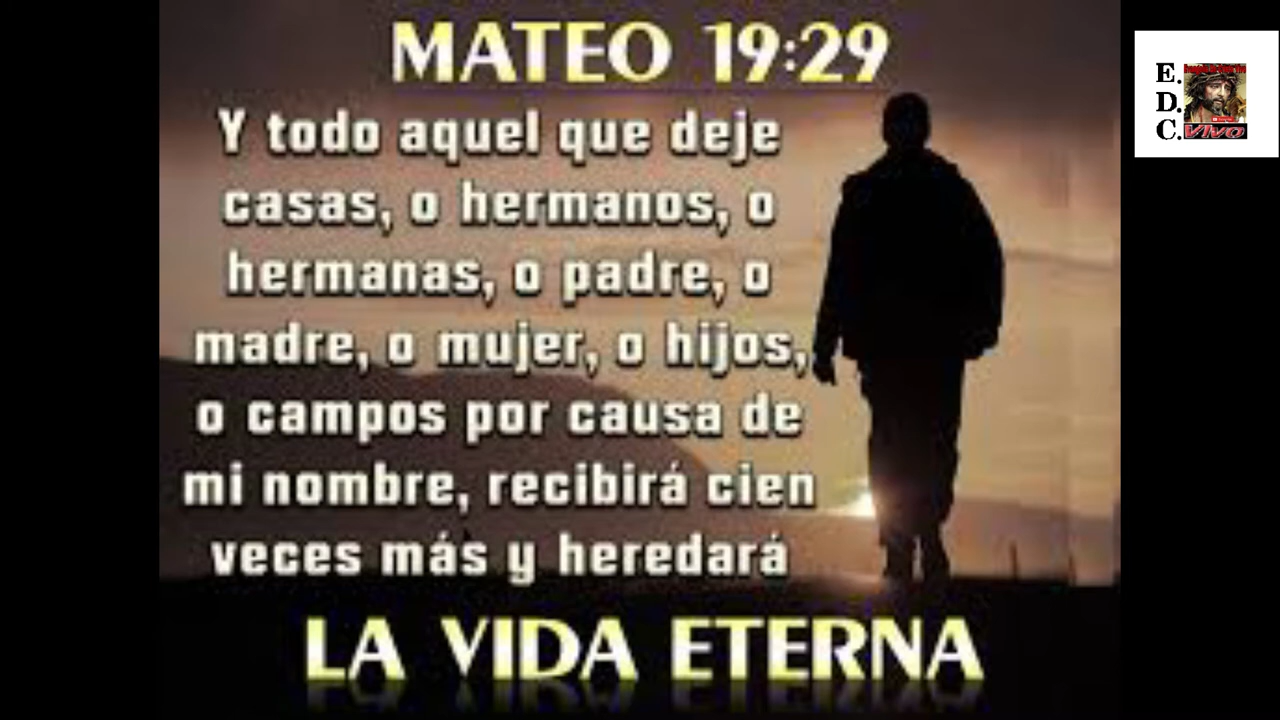 MATEO 19:29
Y todo aquel que deje
casas, o hermanos, o
hermanas, o padre, o
madre, o mujer, o hijos,
o campos por causa de
mi nombre, recibirá cien
veces más y heredará
LA VIDA ETERNA
E.
D.
C. Vivo